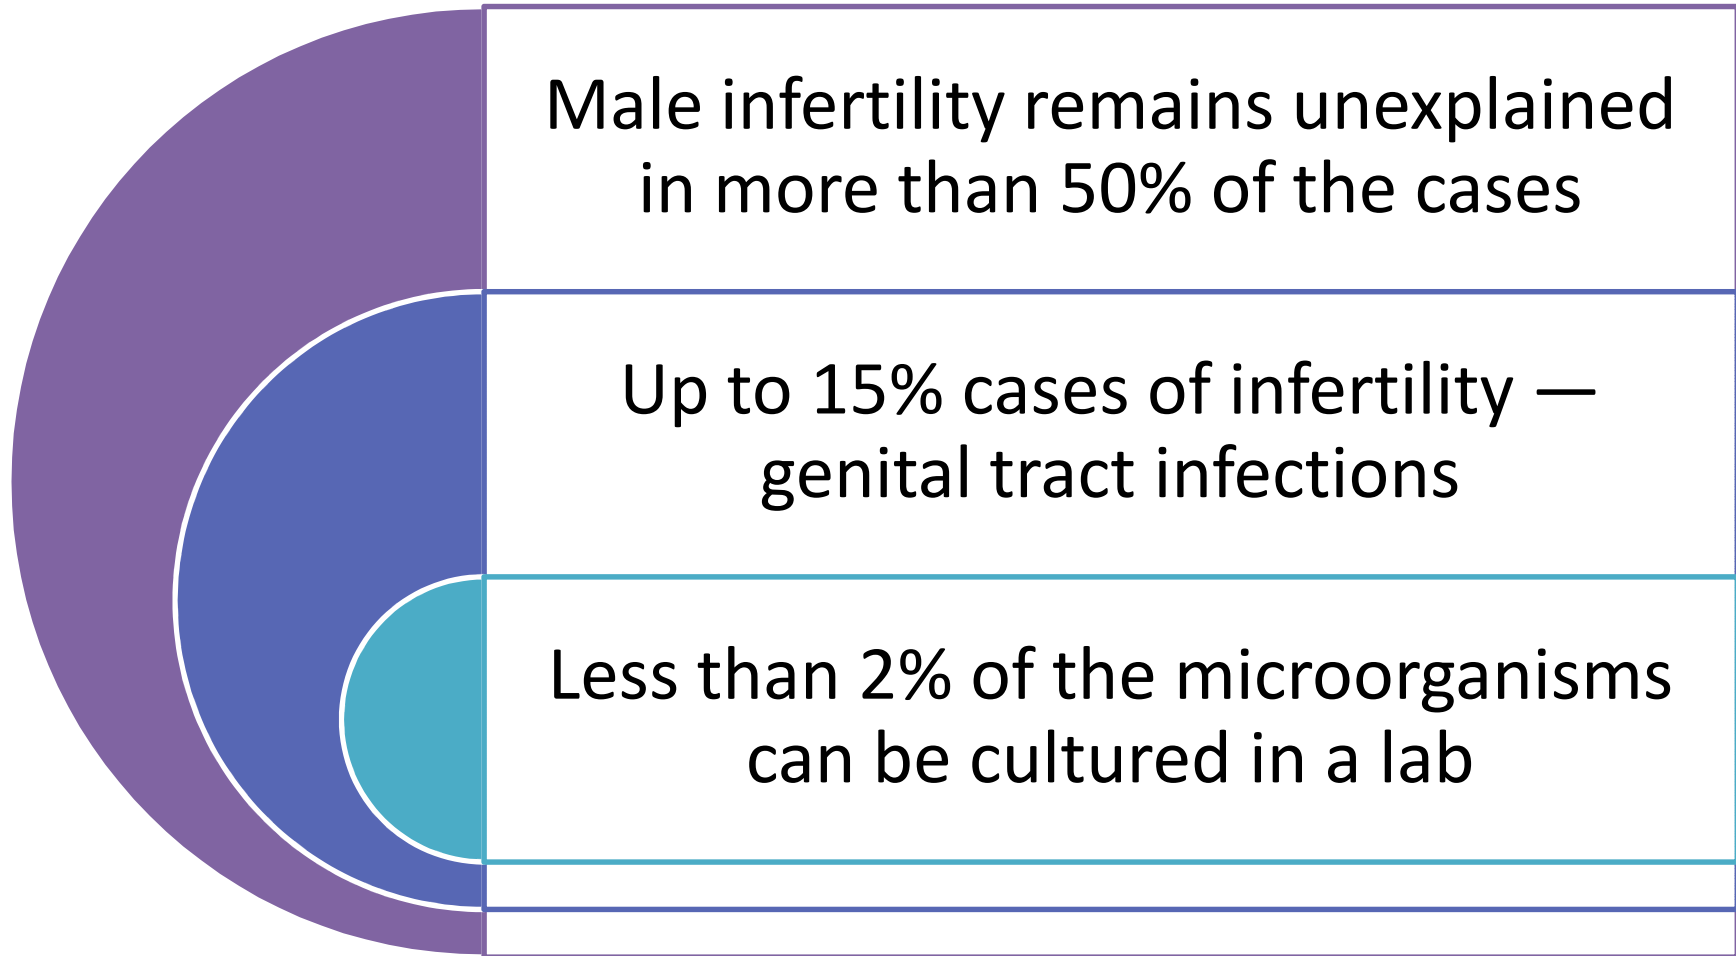 Male infertility remains unexplained
in more than 50% of the cases
Up to 15% cases of infertility —
genital tract infections
Less than 2% of the microorganisms
can be cultured in a lab